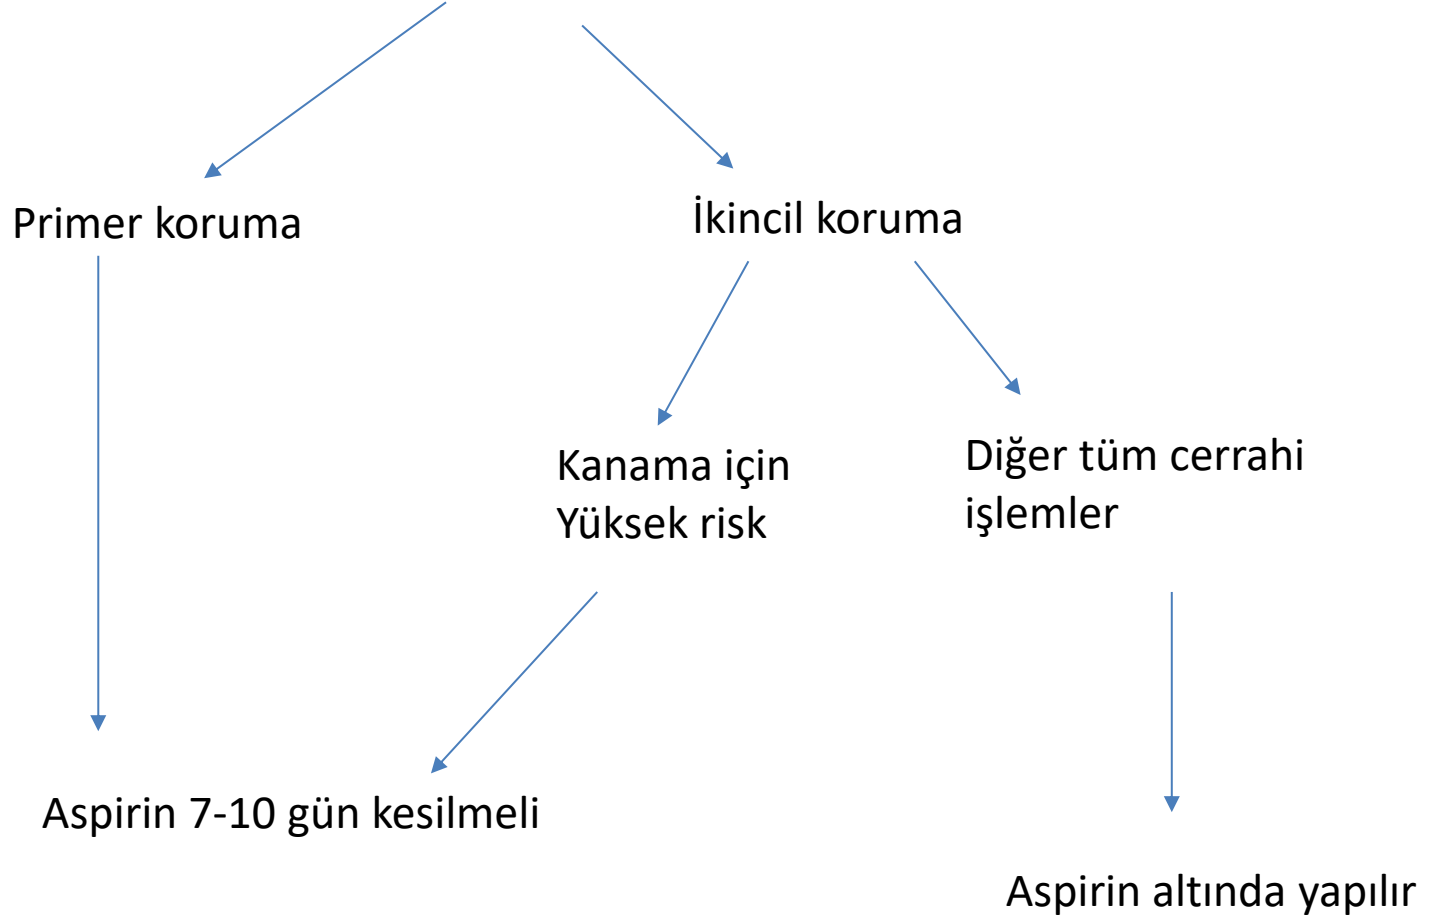 Primer koruma
İkincil koruma
Kanama için
Yüksek risk
Diğer tüm cerrahi
işlemler
Aspirin 7-10 gün kesilmeli
Aspirin altında yapılır